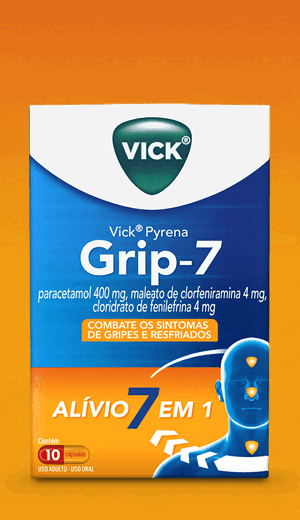 VICK®
Vick® Pyrena
Grip-7
paracetamol 400 mg, maleato de clorfeniramina 4 mg,
cloridrato de fenilefrina 4 mg
COMBATE OS SINTOMAS
DE GRIPES E RESFRIADOS
ALÍVIO 7 EM 1
Contém
10 cápsulas
USO ADULTO - USO ORAL